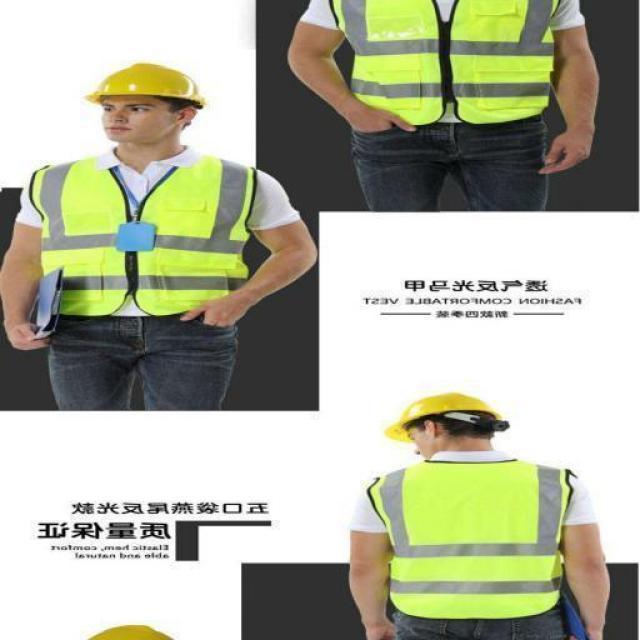 透气反光马甲
FASHION COMFORTABLE VEST
新款四季装
五口袋燕尾反光款
质量保证
Elastic hem, comfort
able and natural